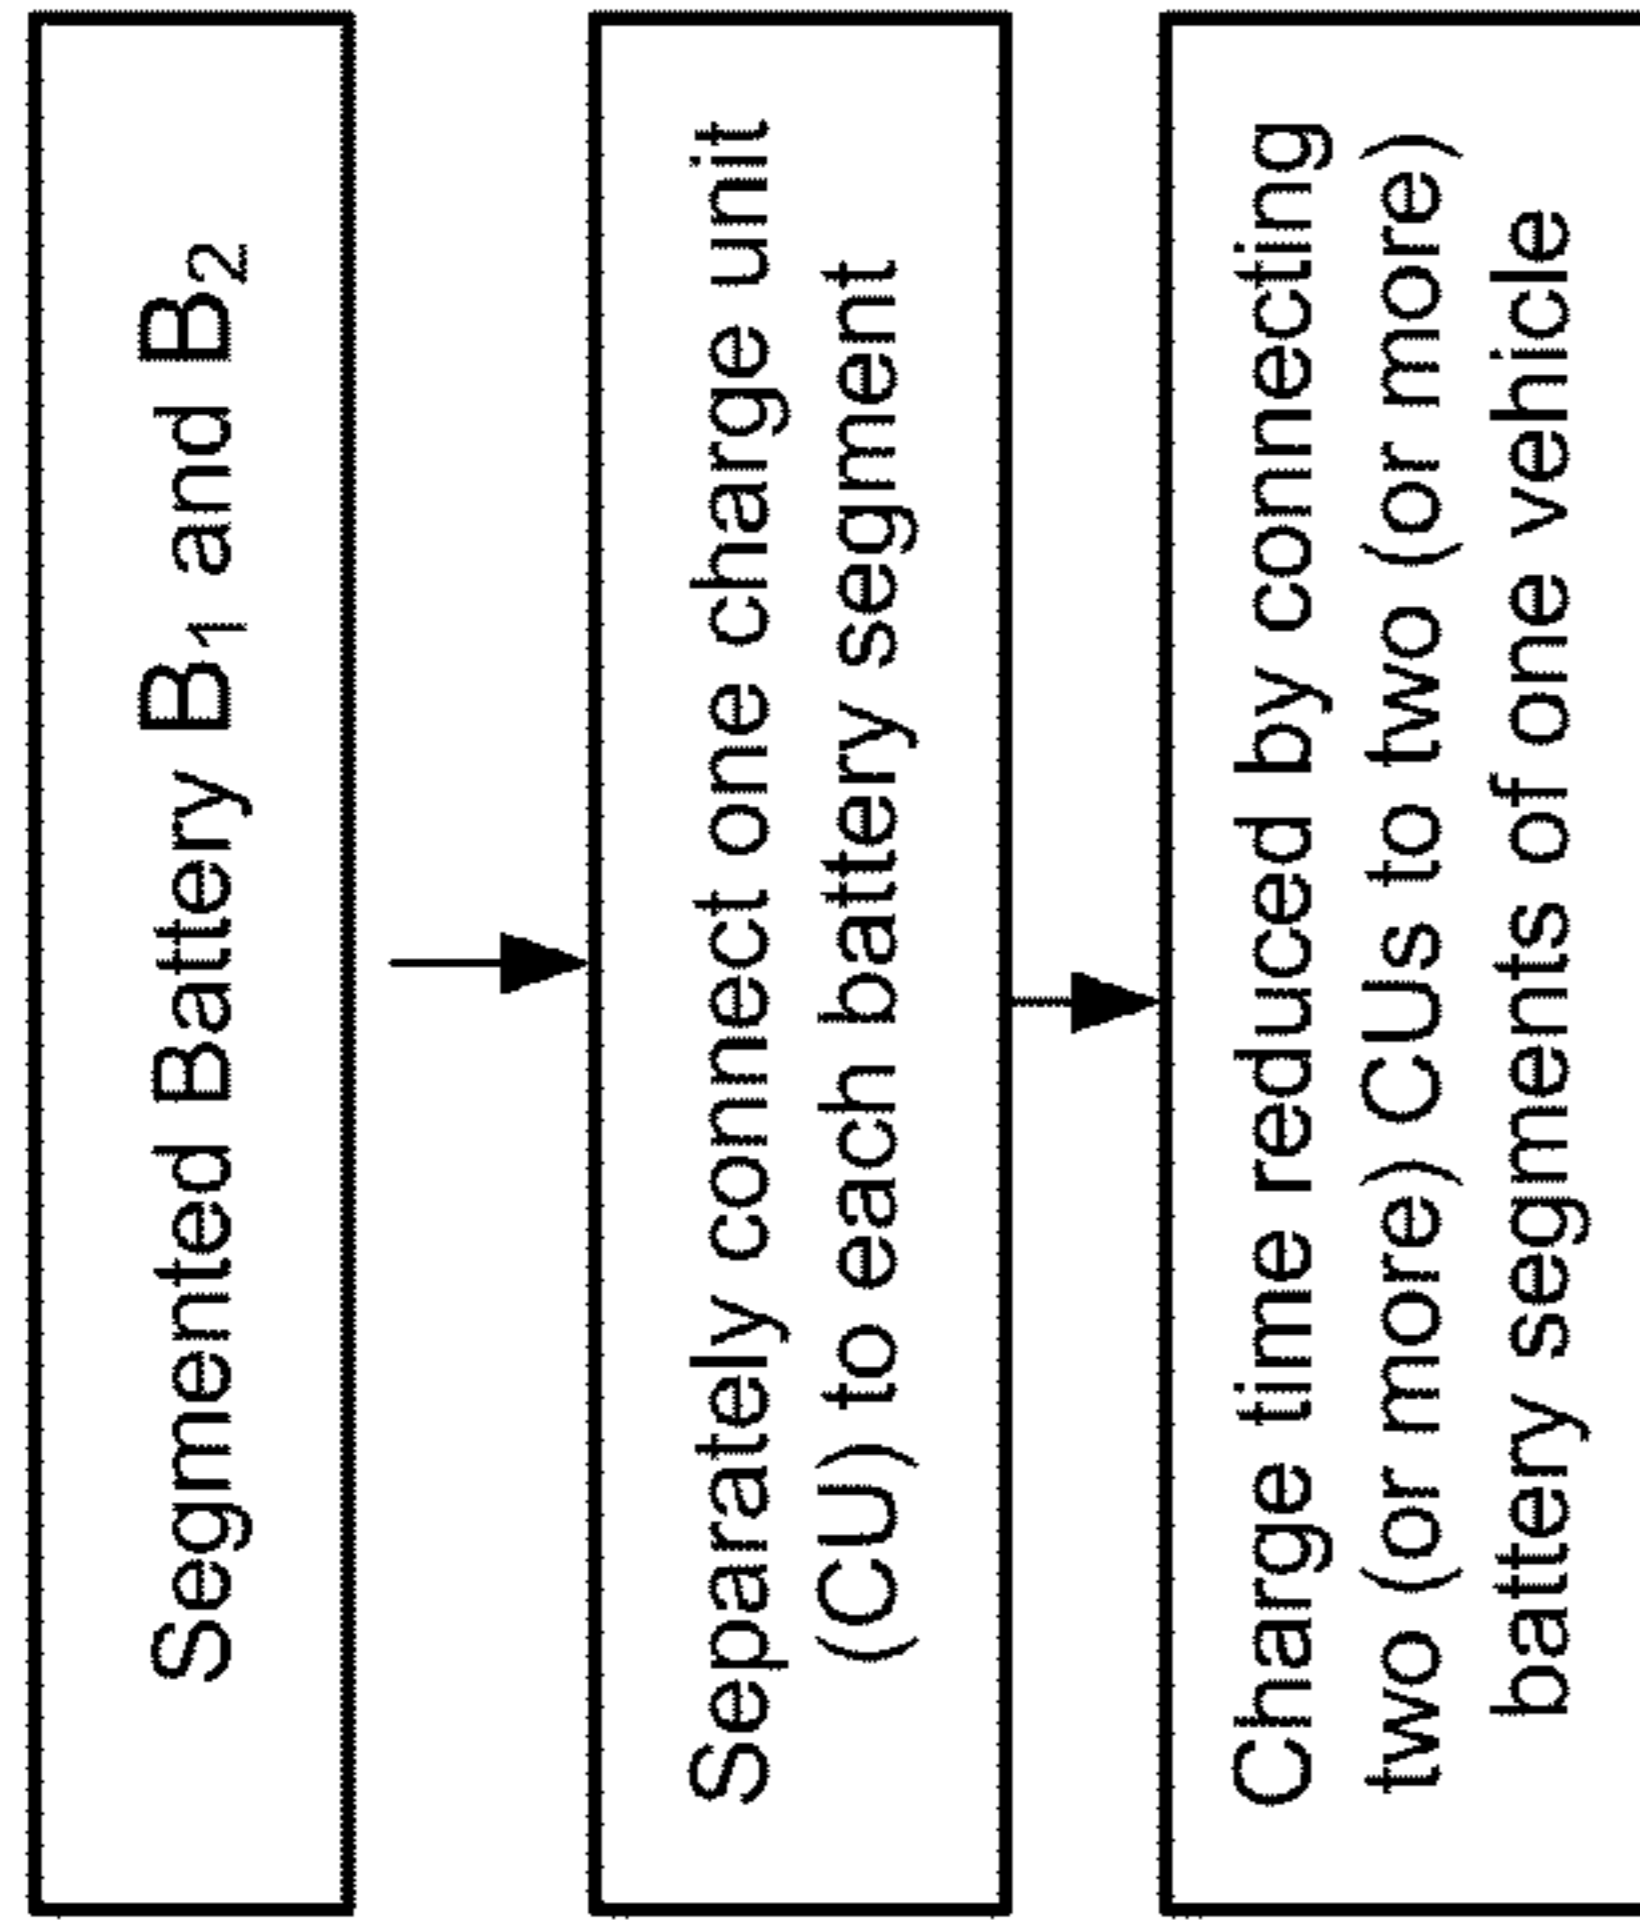 Segmented Battery B₁ and B₂
Separately connect one charge unit
(CU) to each battery segment
Charge time reduced by connecting
two (or more) CUs to two (or more)
battery segments of one vehicle